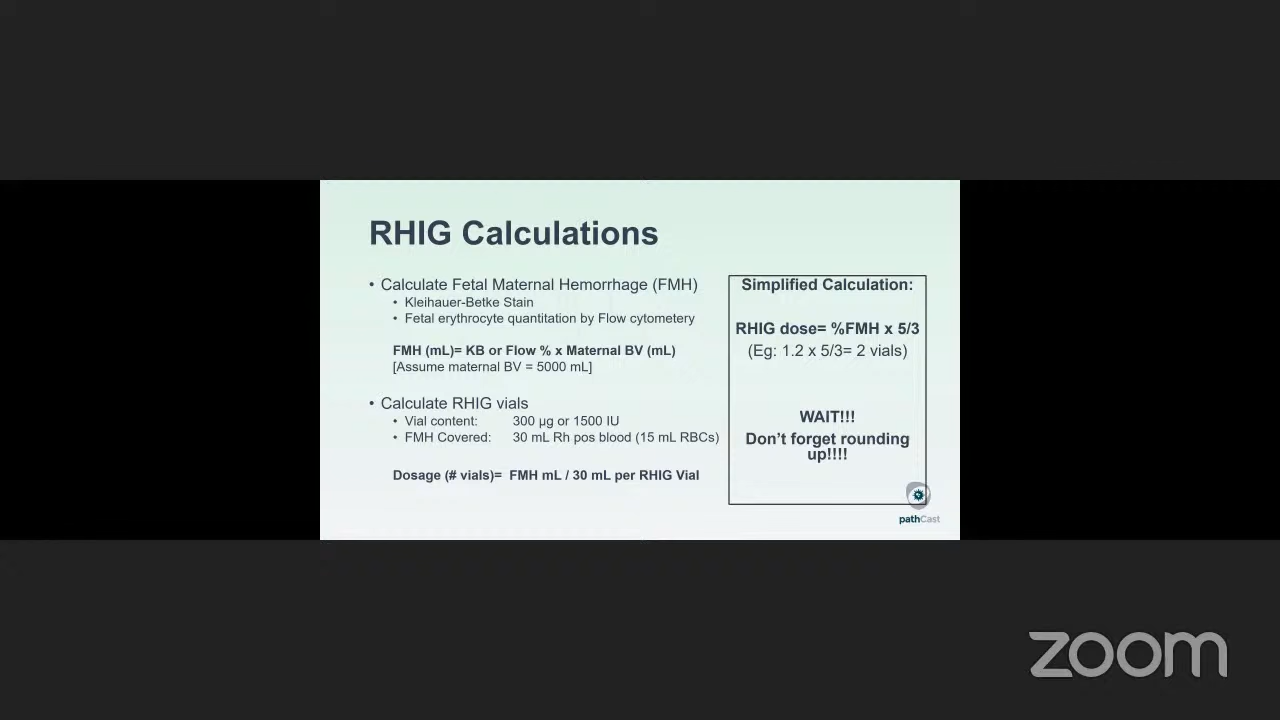 RHIG Calculations
• Calculate Fetal Maternal Hemorrhage (FMH)
• Kleihauer-Betke Stain
• Fetal erythrocyte quantitation by Flow cytometery
FMH (mL)= KB or Flow % x Maternal BV (mL)
[Assume maternal BV = 5000 mL]
• Calculate RHIG vials
• Vial content: 300 µg or 1500 IU
• FMH Covered: 30 mL Rh pos blood (15 mL RBCs)
Dosage (# vials)= FMH mL / 30 mL per RHIG Vial
Simplified Calculation:
RHIG dose= %FMH x 5/3
(Eg: 1.2 x 5/3= 2 vials)
WAIT!!!
Don't forget rounding
up!!!!
pathCast
zoom